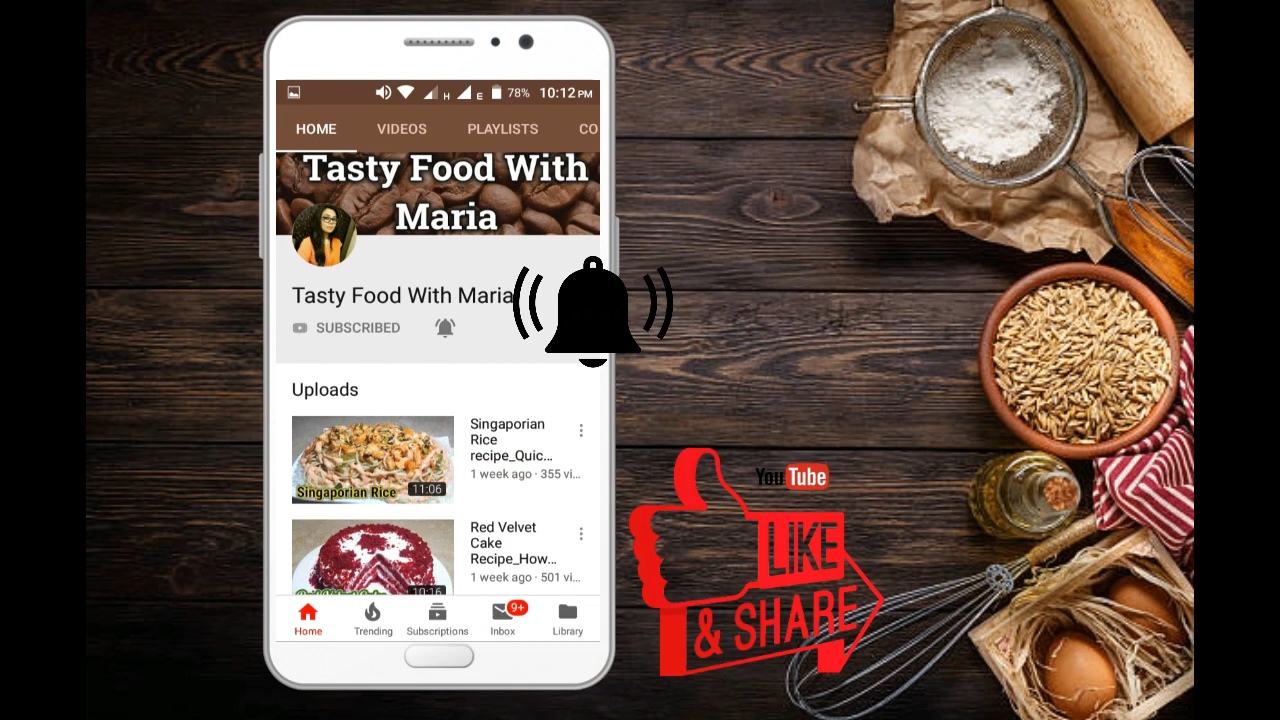 H
E
78%
10:12 PM
HOME
VIDEOS
PLAYLISTS
CO
Tasty Food With
Maria
Tasty Food With Maria
SUBSCRIBED
Uploads
Singaporian Rice
11:06
Singaporian
Rice
recipe_Quic...
1 week ago · 355 vi...
10:16
Red Velvet
Cake
Recipe_How...
1 week ago · 501 vi...
9+
Home
Trending
Subscriptions
Inbox
Library
YouTube
LIKE
& SHARE